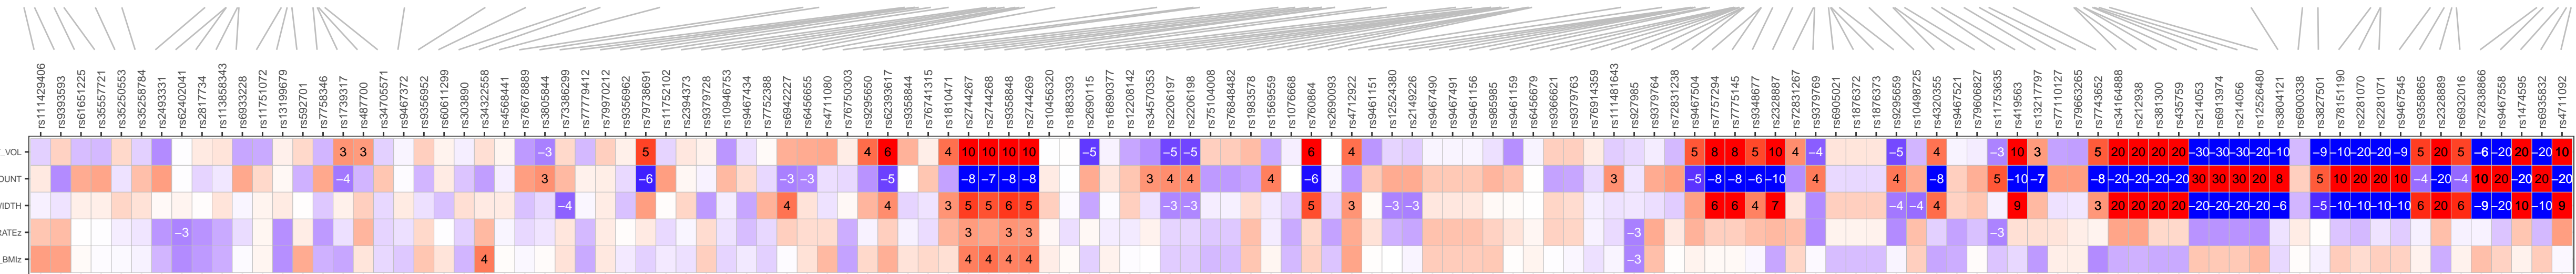 rs111429406 rs9393593 rs61651225 rs35557721 rs35250553 rs35258784 rs2493331 rs62402041 rs2817734 rs113858343 rs6933228 rs11751072 rs13199679 rs592701 rs7758346 rs1739317 rs487700 rs34705571 rs9467372 rs9356952 rs60611299 rs303890 rs34322558 rs4568441 rs78678889 rs3805844 rs73386299 rs77779412 rs79970212 rs9356962 rs79738691 rs11752102 rs2394373 rs9379728 rs10946753 rs9467434 rs7752388 rs6942227 rs6456655 rs4711080 rs76750303 rs9295650 rs62393617 rs9358844 rs76741315 rs1810471 rs2744267 rs2744268 rs9358848 rs2744269 rs10456320 rs1883393 rs2690115 rs16890377 rs12208142 rs34570353 rs2206197 rs2206198 rs75104008 rs76848482 rs1983578 rs1569559 rs1076668 rs760864 rs2690093 rs4712922 rs9461151 rs12524380 rs2149226 rs9467490 rs9467491 rs9461156 rs985985 rs9461159 rs6456679 rs9366621 rs9379763 rs76914359 rs111481643 rs927985 rs9379764 rs72831238 rs9467504 rs7757294 rs7775145 rs9348677 rs2328887 rs72831267 rs9379769 rs6905021 rs1876372 rs1876373 rs9295659 rs10498725 rs4320355 rs9467521 rs79606827 rs11753635 rs419563 rs13217797 rs77110127 rs79663265 rs7743652 rs34164888 rs212938 rs381300 rs435759 rs214053 rs6913974 rs214056 rs12526480 rs3804121 rs6900338 rs3827501 rs78151190 rs2281070 rs2281071 rs9467545 rs9358865 rs2328889 rs6932016 rs72838866 rs9467558 rs1474595 rs6935832 rs4711092
_VOL 3 3 −3 5 4 6 4 10 10 10 10 −5 −5 −5 6 4 5 8 8 5 10 4 −4 −5 4 −3 10 3 5 20 20 20 20 −30 −30 −30 −20 −10 −9 −10 −20 −20 −9 5 20 5 −6 −20 20 −20 10
OUNT −4 3 −6 −3 −3 −5 −8 −7 −8 −8 3 4 4 4 −6 3 −5 −8 −8 −6 −10 4 4 −8 5 −10 −7 −8 −20 −20 −20 −20 30 30 30 20 8 5 10 20 20 10 −4 −20 −4 10 20 −20 20 −20
WIDTH −4 4 4 3 5 5 6 5 −3 −3 5 3 −3 −3 6 6 4 7 −4 −4 4 9 3 20 20 20 20 −20 −20 −20 −20 −6 −5 −10 −10 −10 −10 6 20 6 −9 −20 10 −10 9
RATEz −3 3 3 3 −3 −3
_BMIz 4 4 4 4 4 −3